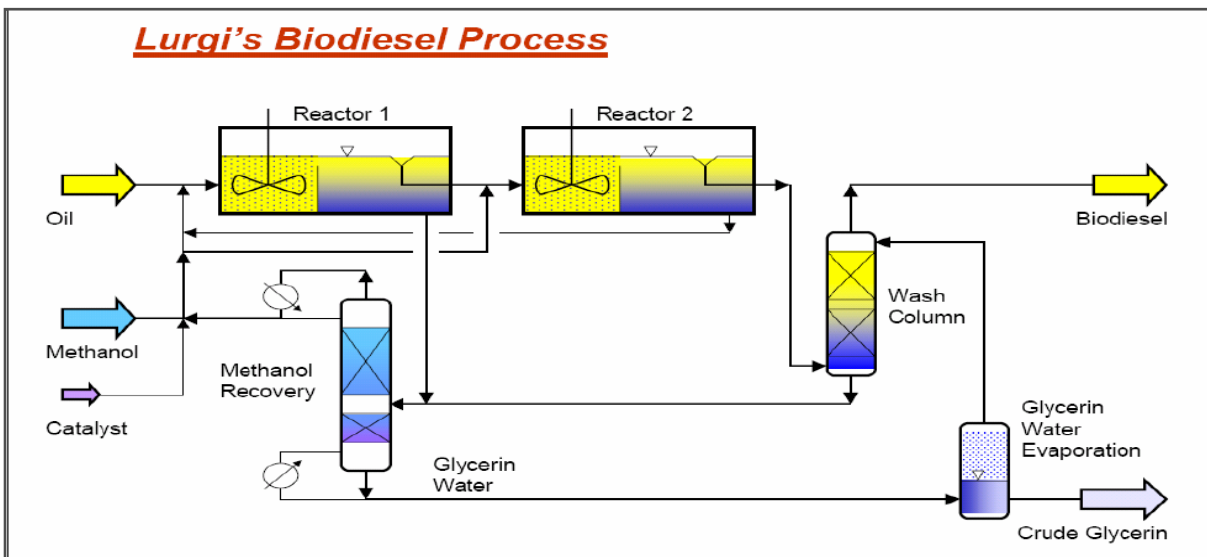 Lurgi's Biodiesel Process
Reactor 1
Reactor 2
Oil
Biodiesel
Wash
Column
Methanol
Methanol
Recovery
Catalyst
Glycerin
Water
Evaporation
Glycerin
Water
Crude Glycerin